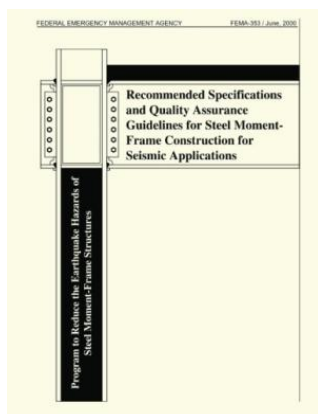 FEDERAL EMERGENCY MANAGEMENT AGENCY FEMA-353 / June, 2000
Recommended Specifications
and Quality Assurance
Guidelines for Steel Moment-
Frame Construction for
Seismic Applications
Program to Reduce the Earthquake Hazards of
Steel Moment-Frame Structures